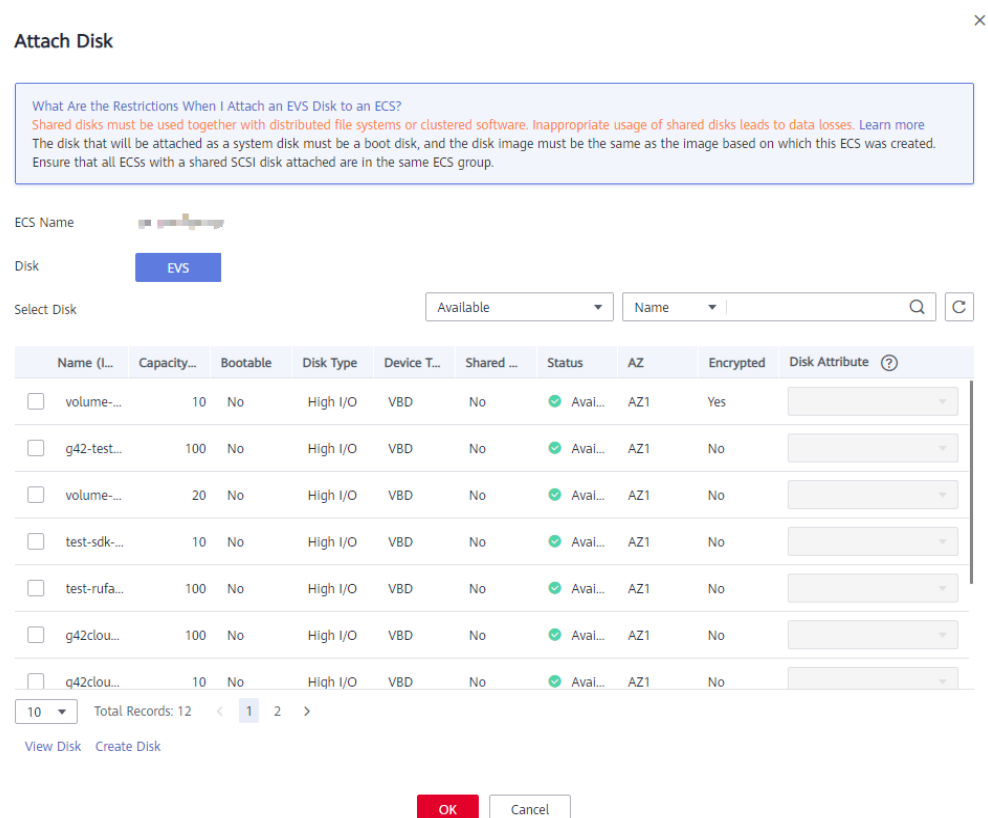 Attach Disk
What Are the Restrictions When I Attach an EVS Disk to an ECS?
Shared disks must be used together with distributed file systems or clustered software. Inappropriate usage of shared disks leads to data losses. Learn more
The disk that will be attached as a system disk must be a boot disk, and the disk image must be the same as the image based on which this ECS was created.
Ensure that all ECSs with a shared SCSI disk attached are in the same ECS group.
ECS Name
Disk EVS
Select Disk Available Name
Name (I... Capacity... Bootable Disk Type Device T... Shared ... Status AZ Encrypted Disk Attribute ?
volume-... 10 No High I/O VBD No Avai... AZ1 Yes
g42-test... 100 No High I/O VBD No Avai... AZ1 No
volume-... 20 No High I/O VBD No Avai... AZ1 No
test-sdk-... 10 No High I/O VBD No Avai... AZ1 No
test-rufa... 100 No High I/O VBD No Avai... AZ1 No
g42clou... 100 No High I/O VBD No Avai... AZ1 No
g42clou... 10 No High I/O VBD No Avai... AZ1 No
10 Total Records: 12 < 1 2 >
View Disk Create Disk
OK Cancel